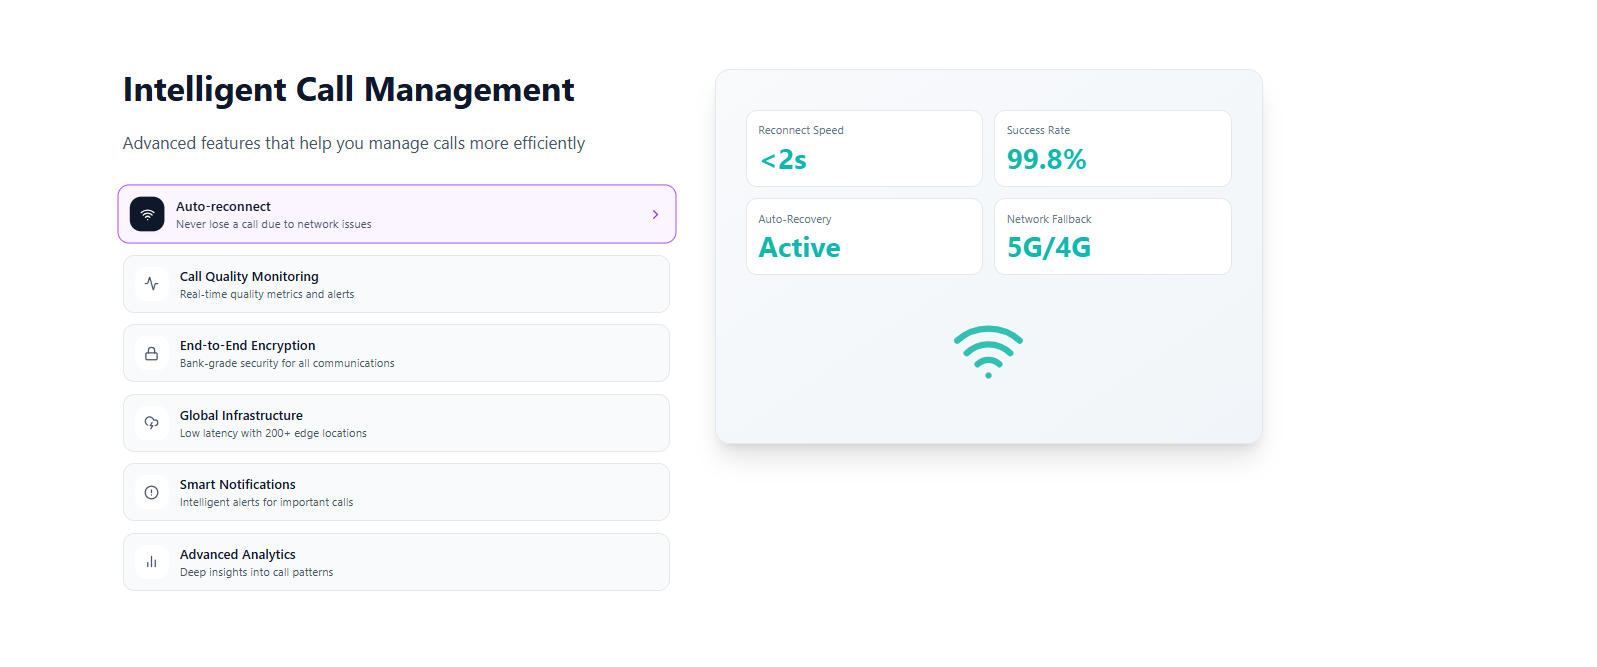 Intelligent Call Management
Advanced features that help you manage calls more efficiently
Auto-reconnect
Never lose a call due to network issues
Call Quality Monitoring
Real-time quality metrics and alerts
End-to-End Encryption
Bank-grade security for all communications
Global Infrastructure
Low latency with 200+ edge locations
Smart Notifications
Intelligent alerts for important calls
Advanced Analytics
Deep insights into call patterns
Reconnect Speed
<2s
Success Rate
99.8%
Auto-Recovery
Active
Network Fallback
5G/4G